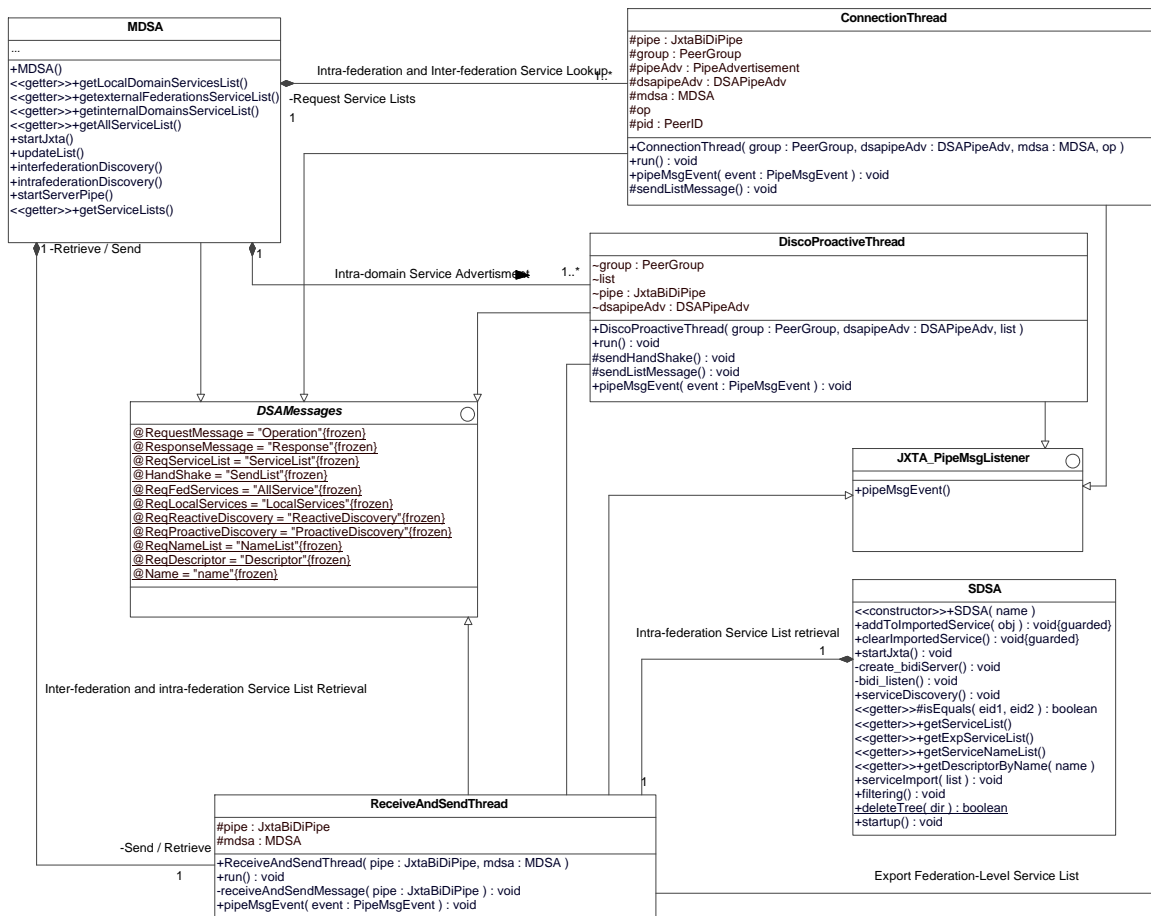 MDSA
...
+MDSA()
<<getter>>+getLocalDomainServicesList()
<<getter>>+getexternalFederationsServiceList()
<<getter>>+getinternalDomainsServiceList()
<<getter>>+getAllServiceList()
+startJxta()
+updateList()
+interfederationDiscovery()
+intrafederationDiscovery()
+startServerPipe()
<<getter>>+getServiceLists()
Intra-federation and Inter-federation Service Lookup
1..*
-Request Service Lists
1
ConnectionThread
#pipe : JxtaBiDiPipe
#group : PeerGroup
#pipeAdv : PipeAdvertisement
#dsapipeAdv : DSAPipeAdv
#mdsa : MDSA
#op
#pid : PeerID
+ConnectionThread( group : PeerGroup, dsapipeAdv : DSAPipeAdv, mdsa : MDSA, op )
+run() : void
+pipeMsgEvent( event : PipeMsgEvent ) : void
#sendListMessage() : void
1 -Retrieve / Send
1
Intra-domain Service Advertisment
1..*
DiscoProactiveThread
~group : PeerGroup
~list
~pipe : JxtaBiDiPipe
~dsapipeAdv : DSAPipeAdv
+DiscoProactiveThread( group : PeerGroup, dsapipeAdv : DSAPipeAdv, list )
+run() : void
#sendHandShake() : void
#sendListMessage() : void
+pipeMsgEvent( event : PipeMsgEvent ) : void
DSAMessages
@RequestMessage = "Operation"{frozen}
@ResponseMessage = "Response"{frozen}
@ReqServiceList = "ServiceList"{frozen}
@HandShake = "SendList"{frozen}
@ReqFedServices = "AllService"{frozen}
@ReqLocalServices = "LocalServices"{frozen}
@ReqReactiveDiscovery = "ReactiveDiscovery"{frozen}
@ReqProactiveDiscovery = "ProactiveDiscovery"{frozen}
@ReqNameList = "NameList"{frozen}
@ReqDescriptor = "Descriptor"{frozen}
@Name = "name"{frozen}
JXTA_PipeMsgListener
+pipeMsgEvent()
SDSA
<<constructor>>+SDSA( name )
+addToImportedService( obj ) : void{guarded}
+clearImportedService() : void{guarded}
+startJxta() : void
-create_bidiServer() : void
-bidi_listen() : void
+serviceDiscovery() : void
<<getter>>#isEquals( eid1, eid2 ) : boolean
<<getter>>+getServiceList()
<<getter>>+getExpServiceList()
<<getter>>+getServiceNameList()
<<getter>>+getDescriptorByName( name )
+serviceImport( list ) : void
+filtering() : void
+deleteTree( dir ) : boolean
+startup() : void
Intra-federation Service List retrieval
1
Inter-federation and intra-federation Service List Retrieval
1
ReceiveAndSendThread
#pipe : JxtaBiDiPipe
#mdsa : MDSA
+ReceiveAndSendThread( pipe : JxtaBiDiPipe, mdsa : MDSA )
+run() : void
-receiveAndSendMessage( pipe : JxtaBiDiPipe ) : void
+pipeMsgEvent( event : PipeMsgEvent ) : void
-Send / Retrieve
1
Export Federation-Level Service List